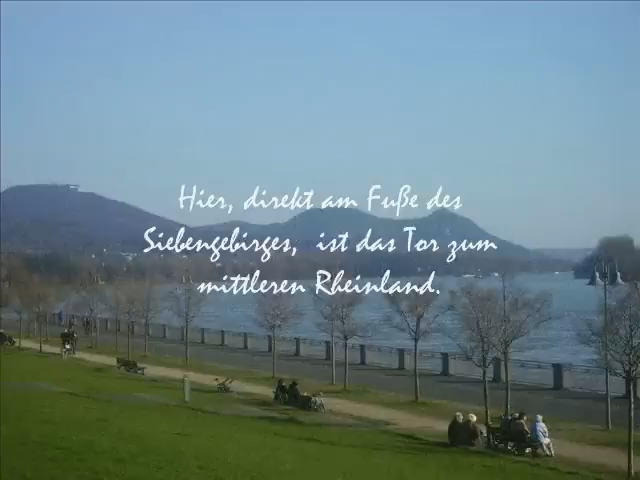 Hier, direkt am Fuße des
Siebengebirges, ist das Tor zum
mittleren Rheinland.